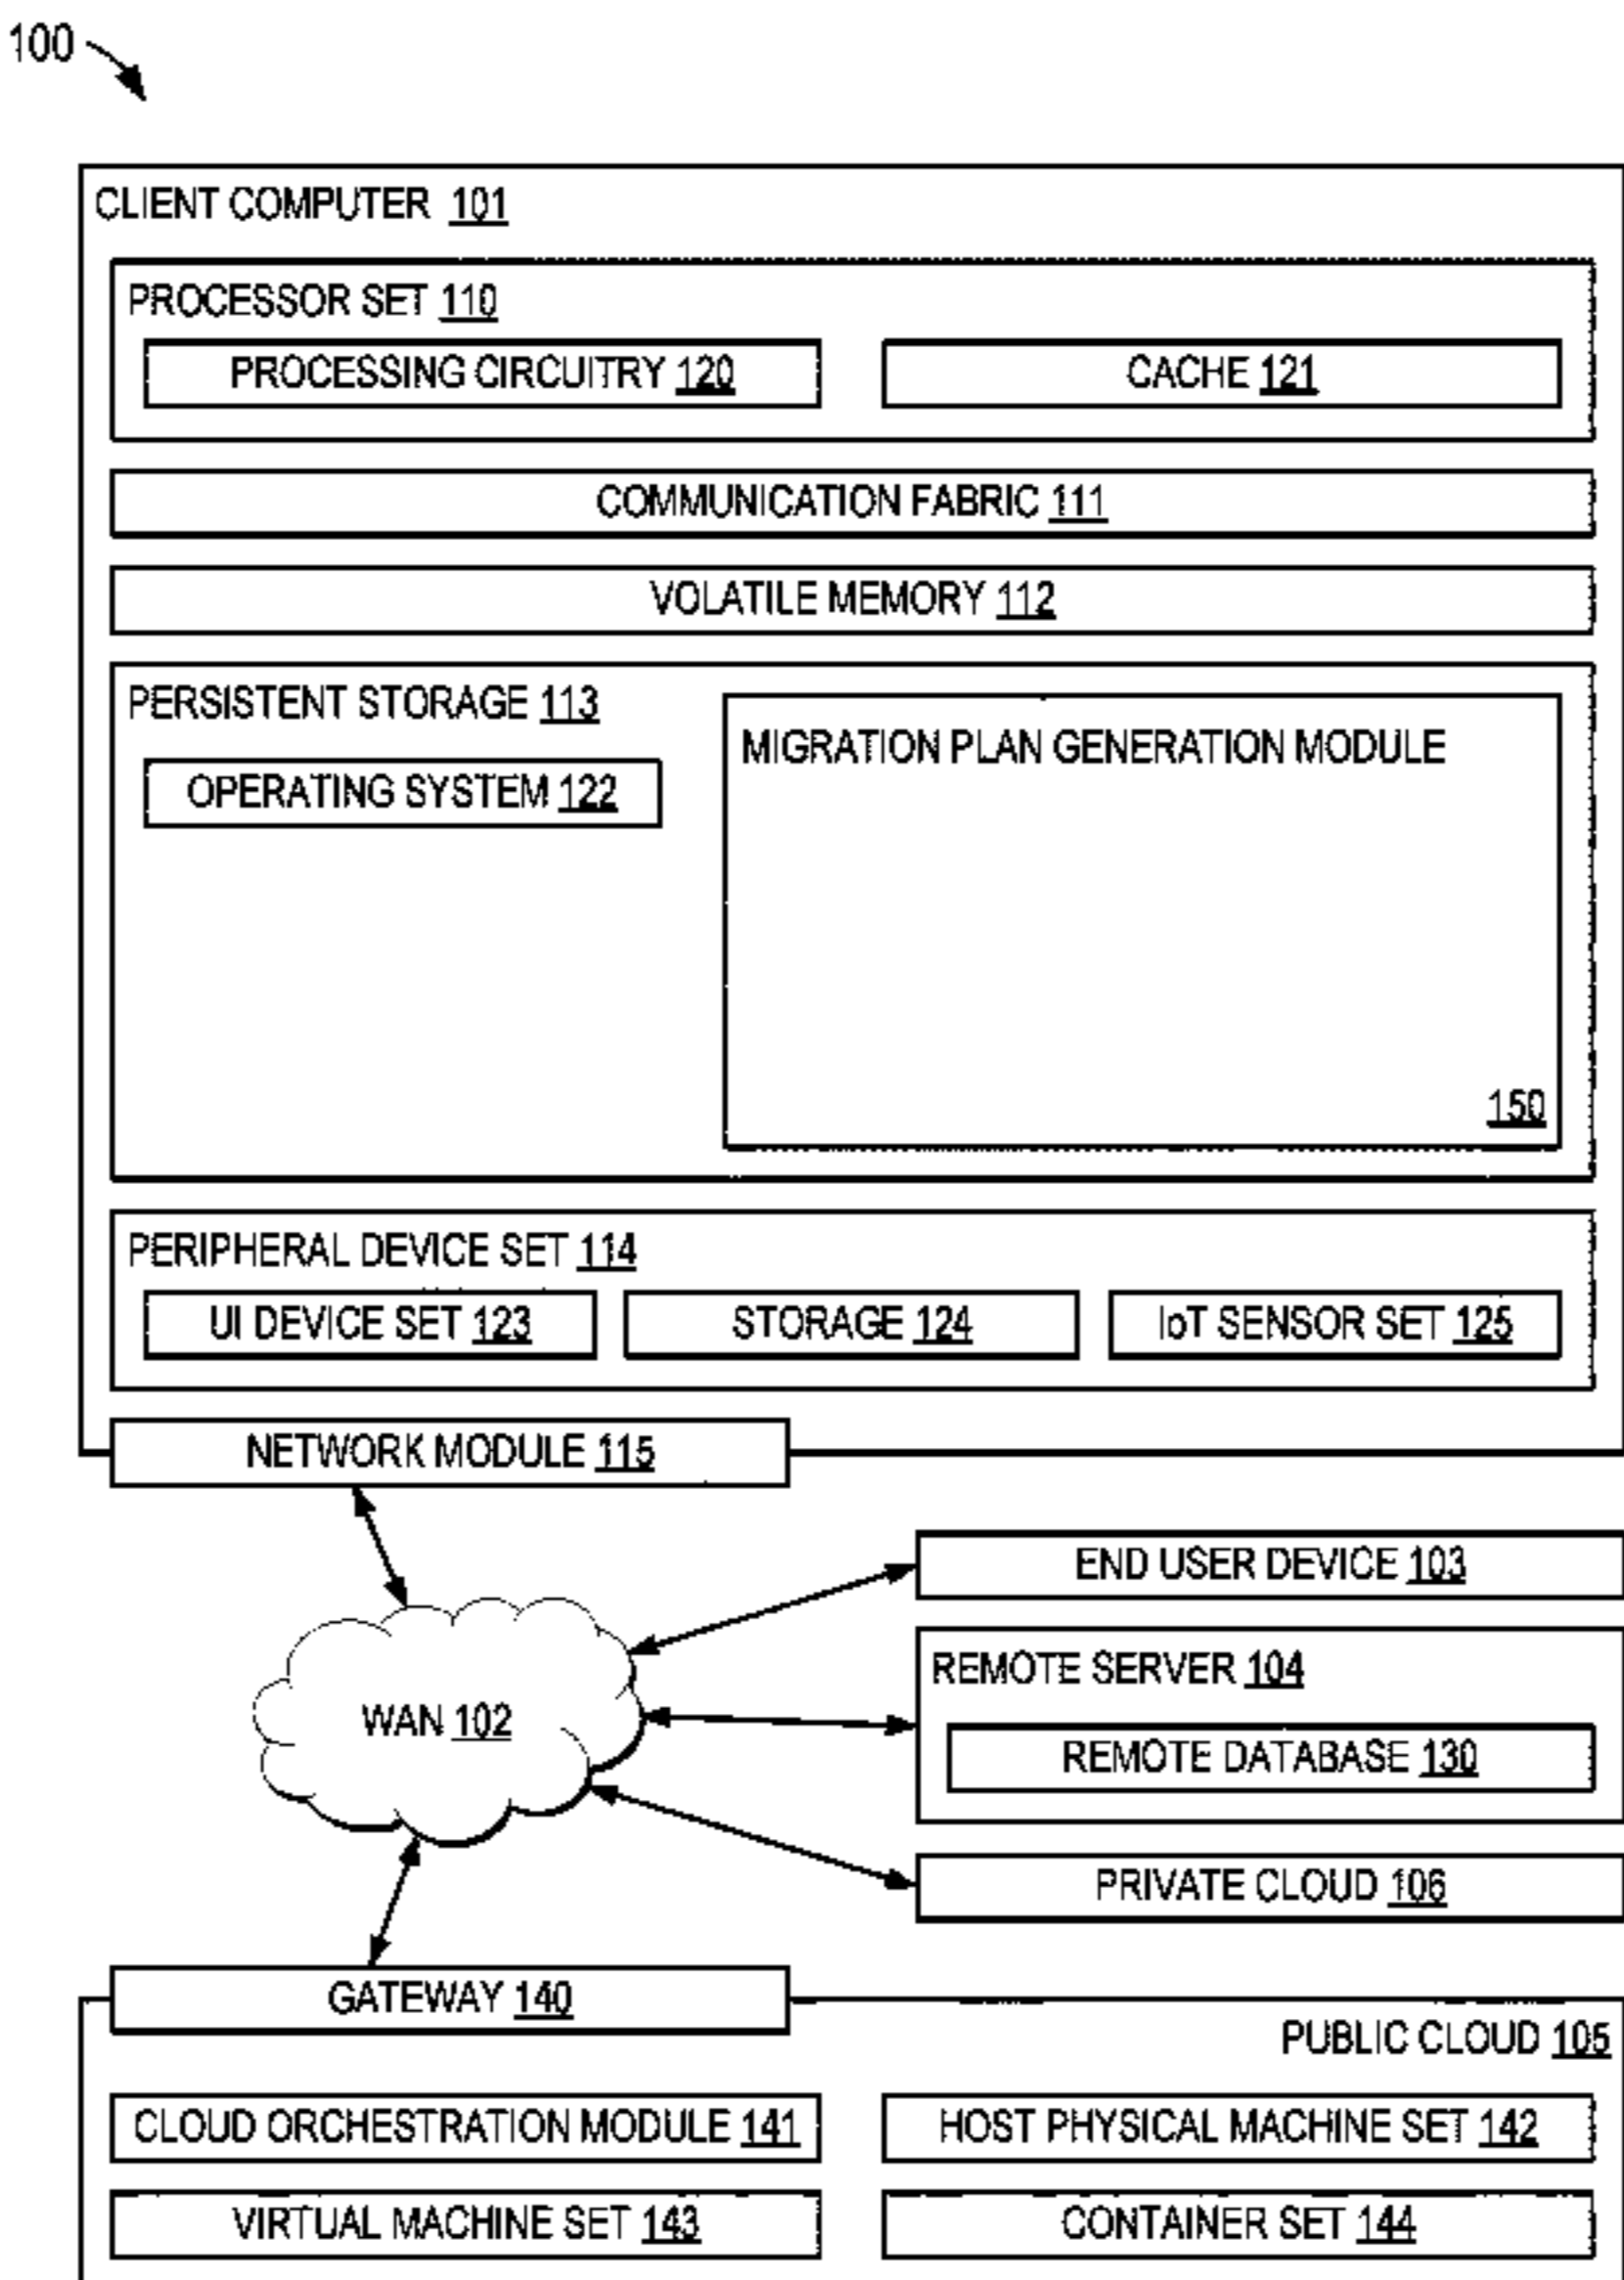 100
CLIENT COMPUTER 101
PROCESSOR SET 110
PROCESSING CIRCUITRY 120
CACHE 121
COMMUNICATION FABRIC 111
VOLATILE MEMORY 112
PERSISTENT STORAGE 113
OPERATING SYSTEM 122
MIGRATION PLAN GENERATION MODULE
150
PERIPHERAL DEVICE SET 114
UI DEVICE SET 123
STORAGE 124
IoT SENSOR SET 125
NETWORK MODULE 115
END USER DEVICE 103
REMOTE SERVER 104
WAN 102
REMOTE DATABASE 130
PRIVATE CLOUD 106
GATEWAY 140
PUBLIC CLOUD 105
CLOUD ORCHESTRATION MODULE 141
HOST PHYSICAL MACHINE SET 142
VIRTUAL MACHINE SET 143
CONTAINER SET 144